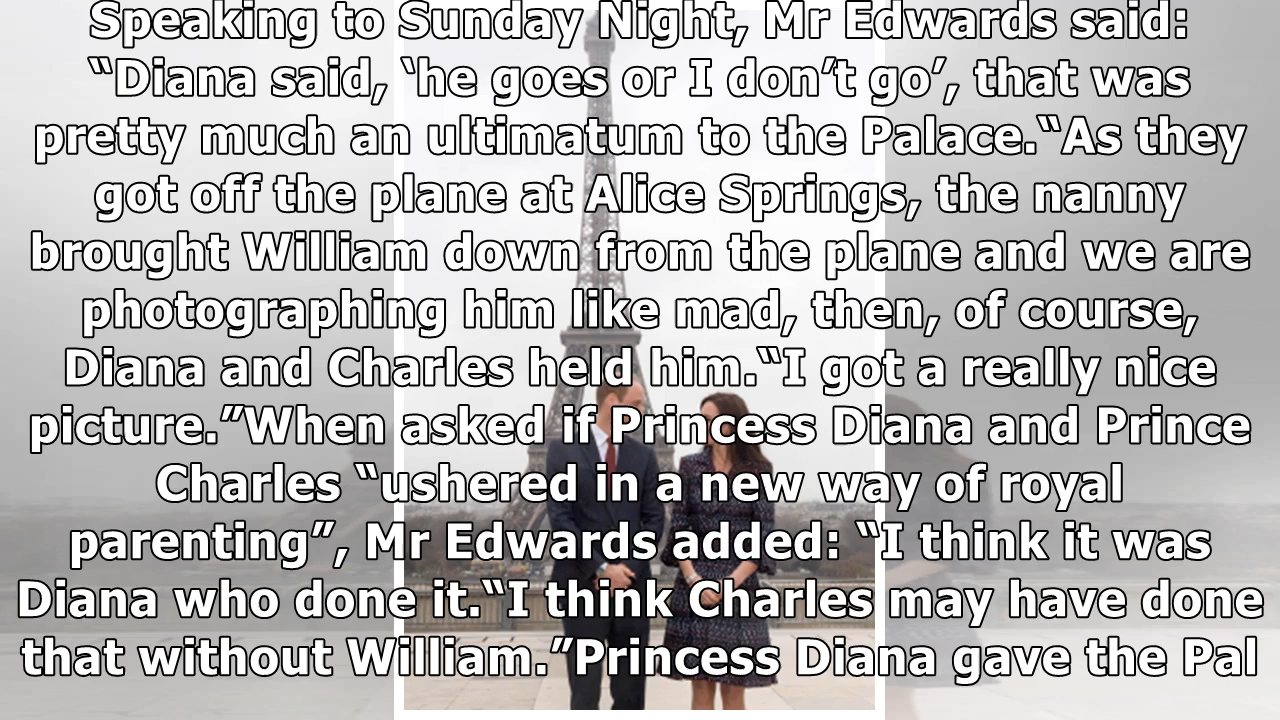 Speaking to Sunday Night, Mr Edwards said:
“Diana said, ‘he goes or I don’t go’, that was
pretty much an ultimatum to the Palace.“As they
got off the plane at Alice Springs, the nanny
brought William down from the plane and we are
photographing him like mad, then, of course,
Diana and Charles held him.“I got a really nice
picture.”When asked if Princess Diana and Prince
Charles “ushered in a new way of royal
parenting”, Mr Edwards added: “I think it was
Diana who done it.“I think Charles may have done
that without William.”Princess Diana gave the Pal